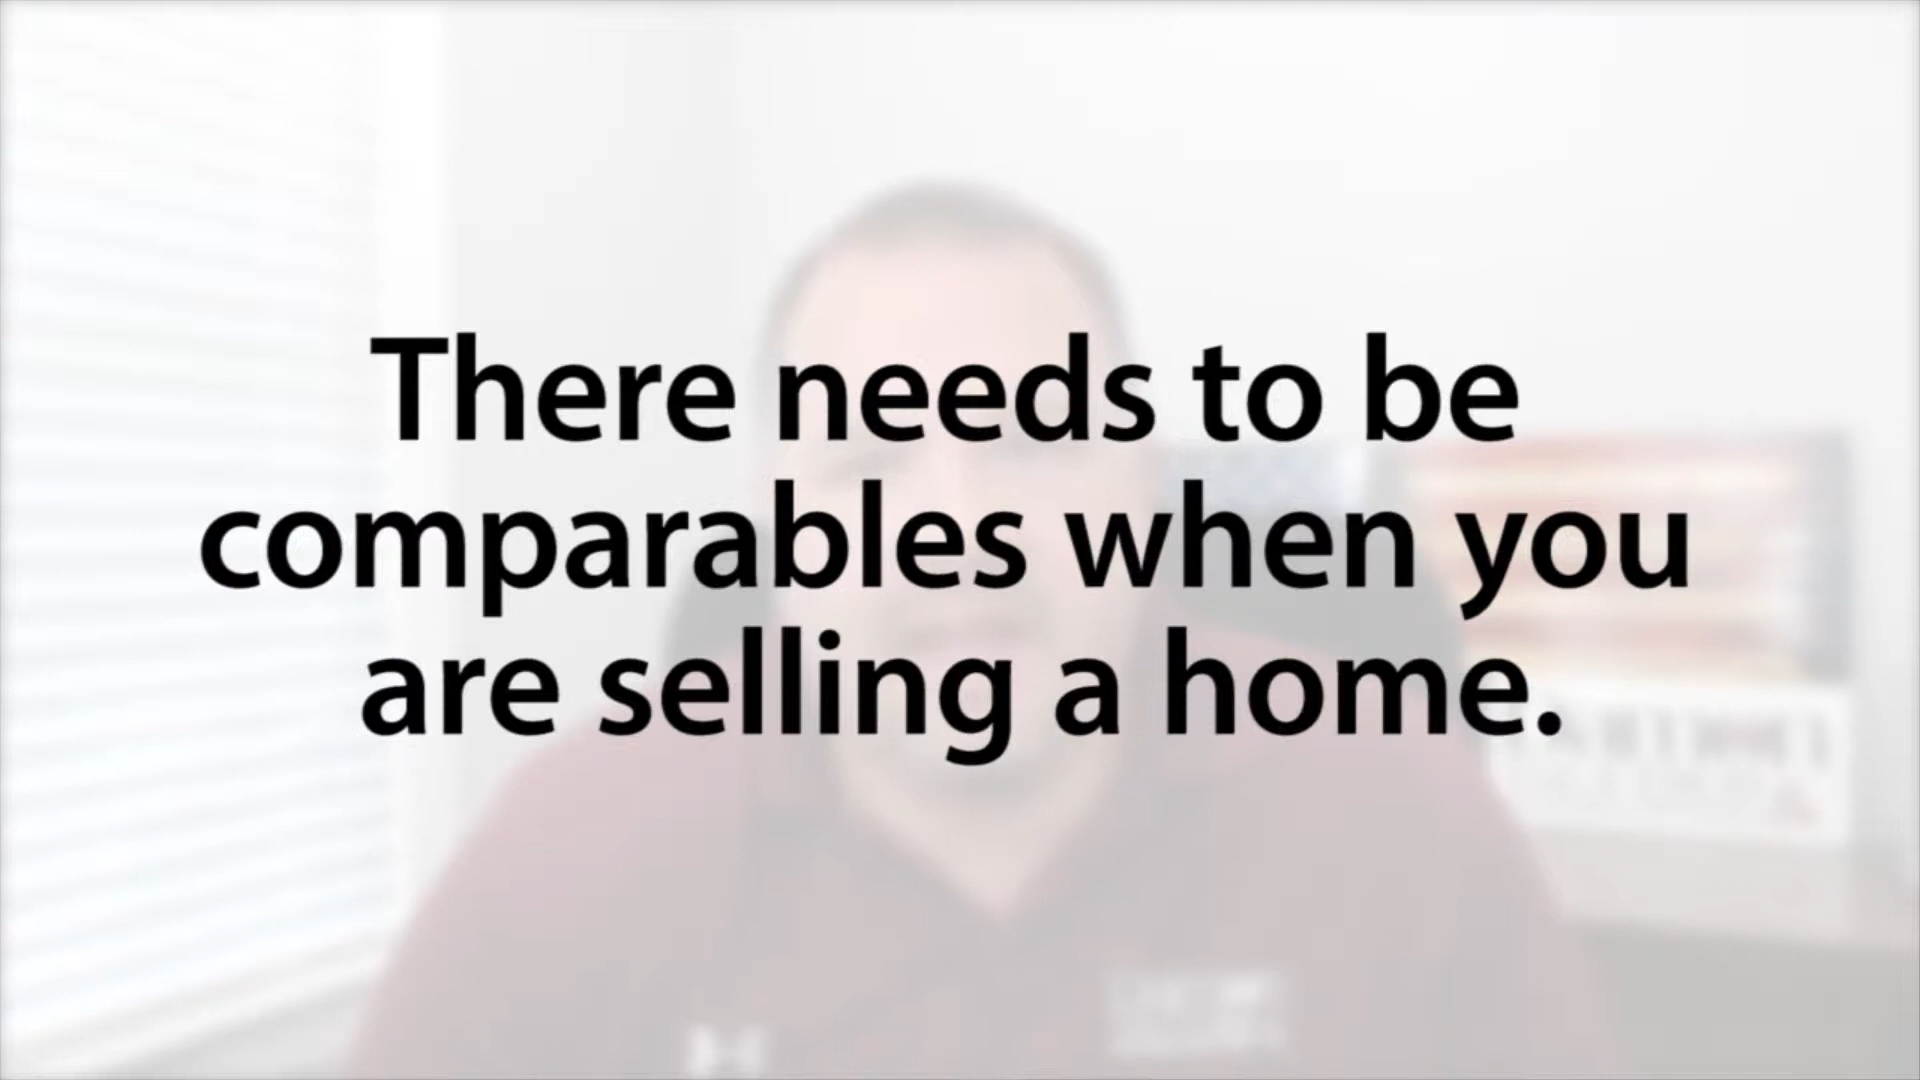 There needs to be
comparables when you
are selling a home.